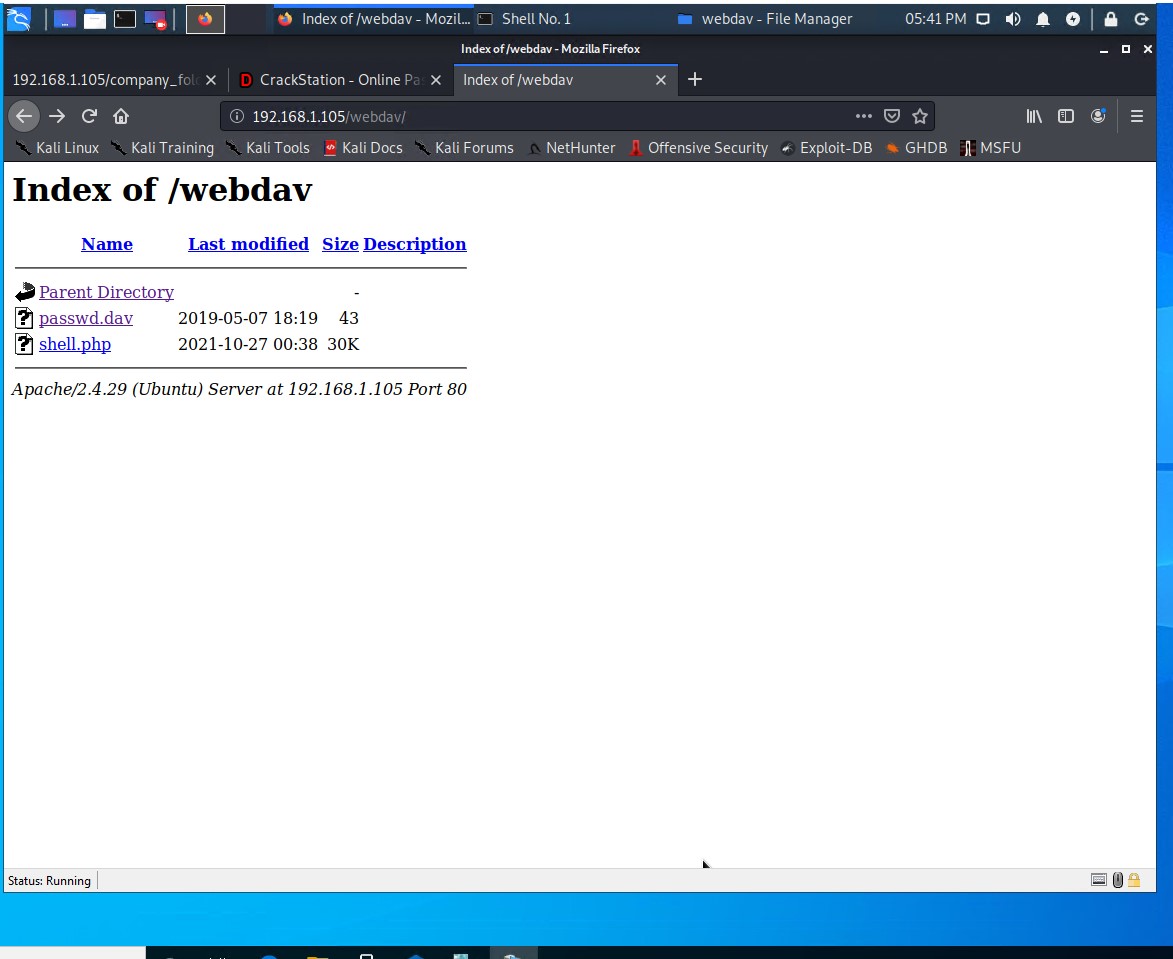 Index of /webdav - Mozil... Shell No. 1 webdav - File Manager 05:41 PM
Index of /webdav - Mozilla Firefox
192.168.1.105/company_fol CrackStation - Online Pa Index of /webdav
192.168.1.105/webdav/
Kali Linux Kali Training Kali Tools Kali Docs Kali Forums NetHunter Offensive Security Exploit-DB GHDB MSFU
Index of /webdav
Name Last modified Size Description
Parent Directory -
passwd.dav 2019-05-07 18:19 43
shell.php 2021-10-27 00:38 30K
Apache/2.4.29 (Ubuntu) Server at 192.168.1.105 Port 80
Status: Running